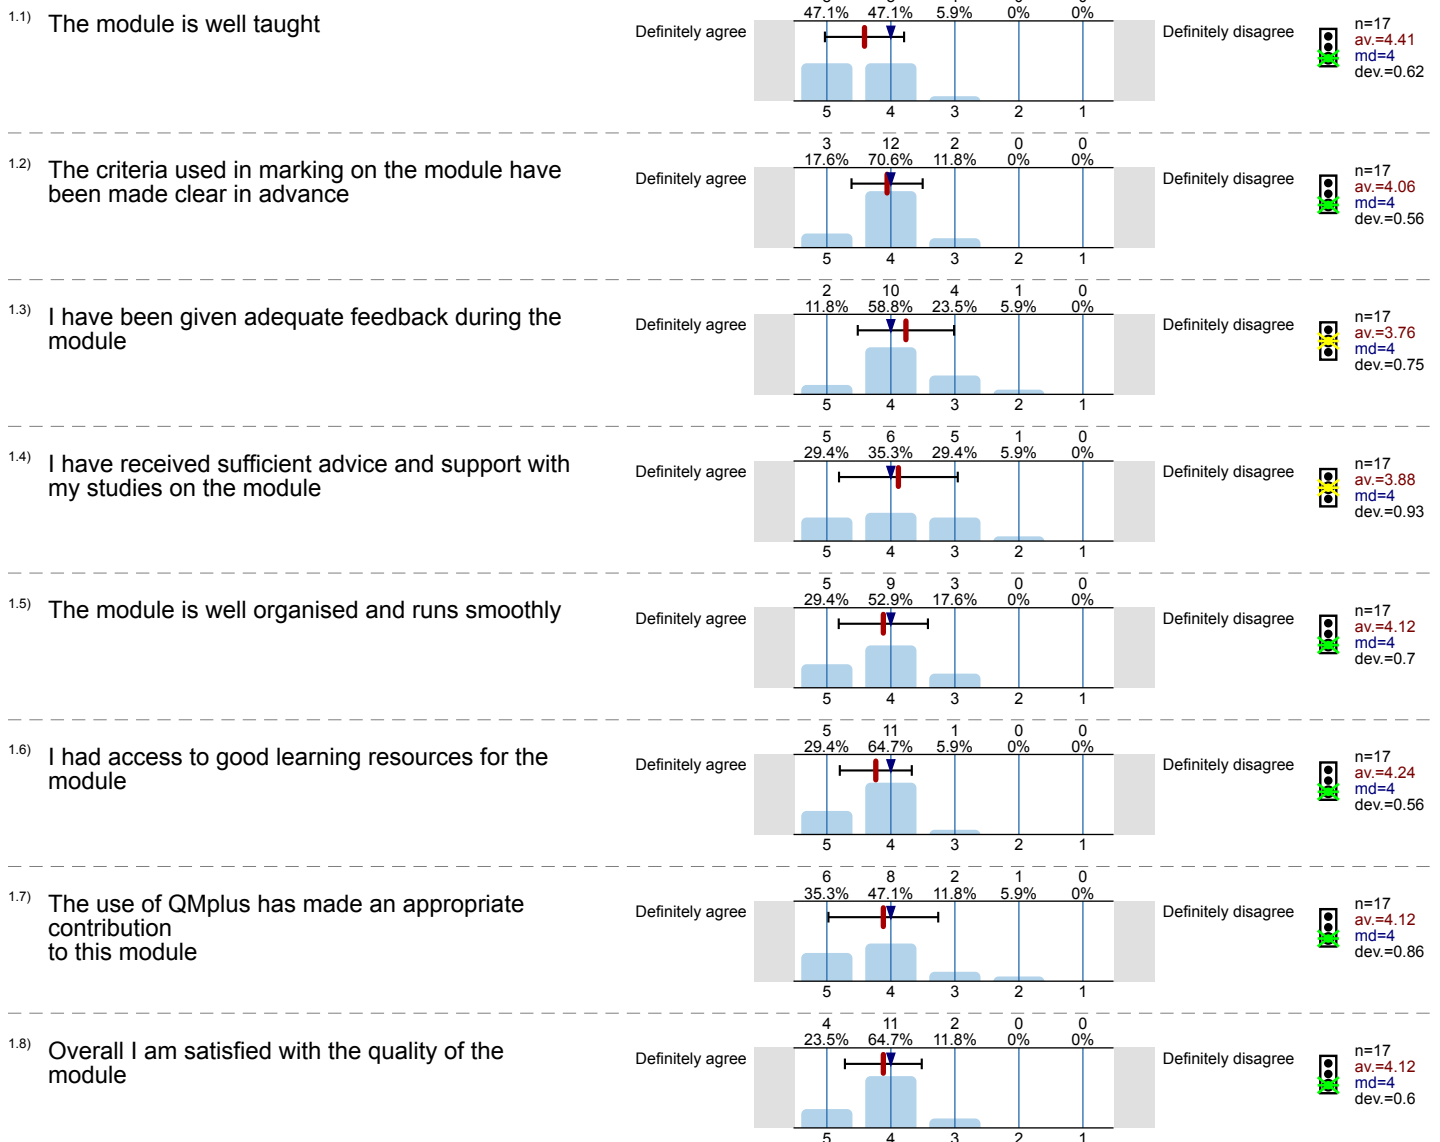 47.1% 47.1% 5.9% 0% 0%
1.1) The module is well taught
Definitely agree
Definitely disagree
n=17
av.=4.41
md=4
dev.=0.62
5 4 3 2 1
3 12 2 0 0
17.6% 70.6% 11.8% 0% 0%
1.2) The criteria used in marking on the module have
been made clear in advance
Definitely agree
Definitely disagree
n=17
av.=4.06
md=4
dev.=0.56
5 4 3 2 1
2 10 4 1 0
11.8% 58.8% 23.5% 5.9% 0%
1.3) I have been given adequate feedback during the
module
Definitely agree
Definitely disagree
n=17
av.=3.76
md=4
dev.=0.75
5 4 3 2 1
5 6 5 1 0
29.4% 35.3% 29.4% 5.9% 0%
1.4) I have received sufficient advice and support with
my studies on the module
Definitely agree
Definitely disagree
n=17
av.=3.88
md=4
dev.=0.93
5 4 3 2 1
5 9 3 0 0
29.4% 52.9% 17.6% 0% 0%
1.5) The module is well organised and runs smoothly
Definitely agree
Definitely disagree
n=17
av.=4.12
md=4
dev.=0.7
5 4 3 2 1
5 11 1 0 0
29.4% 64.7% 5.9% 0% 0%
1.6) I had access to good learning resources for the
module
Definitely agree
Definitely disagree
n=17
av.=4.24
md=4
dev.=0.56
5 4 3 2 1
6 8 2 1 0
35.3% 47.1% 11.8% 5.9% 0%
1.7) The use of QMplus has made an appropriate
contribution
to this module
Definitely agree
Definitely disagree
n=17
av.=4.12
md=4
dev.=0.86
5 4 3 2 1
4 11 2 0 0
23.5% 64.7% 11.8% 0% 0%
1.8) Overall I am satisfied with the quality of the
module
Definitely agree
Definitely disagree
n=17
av.=4.12
md=4
dev.=0.6
5 4 3 2 1